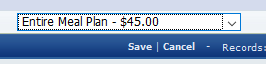 Entire Meal Plan - $45.00
Save | Cancel - Records: